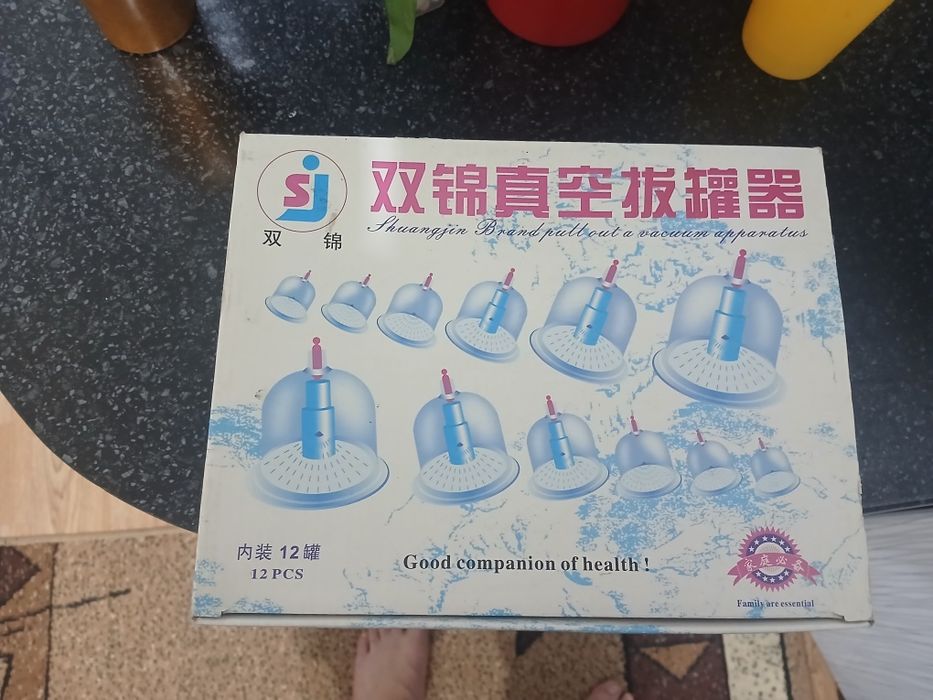 SJ
双锦
双锦真空拔罐器
Shuangjin Brand pull out a vacuum apparatus
内装 12 罐
12 PCS
Good companion of health !
家庭必备
Family are essential